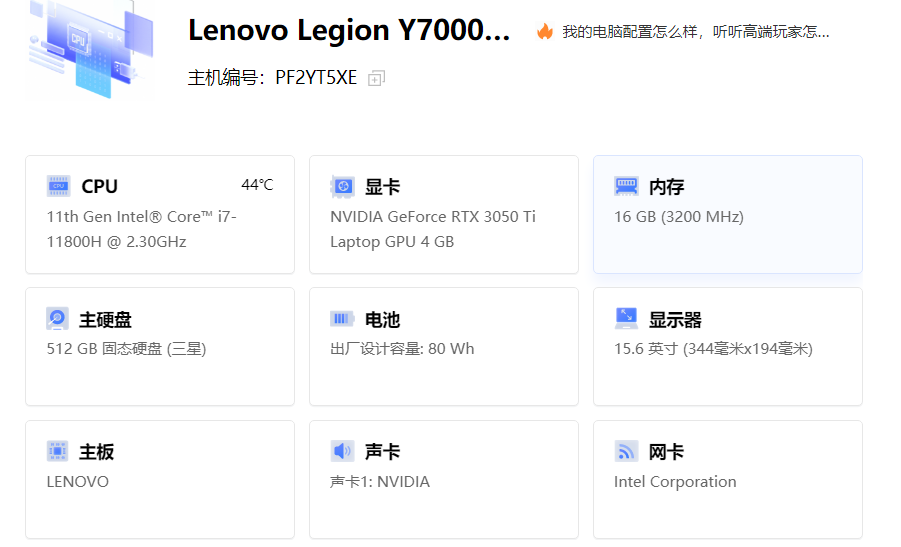 Lenovo Legion Y7000...
我的电脑配置怎么样，听听高端玩家怎...
主机编号：PF2YT5XE
CPU
44℃
11th Gen Intel® Core™ i7-
11800H @ 2.30GHz
显卡
NVIDIA GeForce RTX 3050 Ti
Laptop GPU 4 GB
内存
16 GB (3200 MHz)
主硬盘
512 GB 固态硬盘 (三星)
电池
出厂设计容量: 80 Wh
显示器
15.6 英寸 (344毫米x194毫米)
主板
LENOVO
声卡
声卡1: NVIDIA
网卡
Intel Corporation